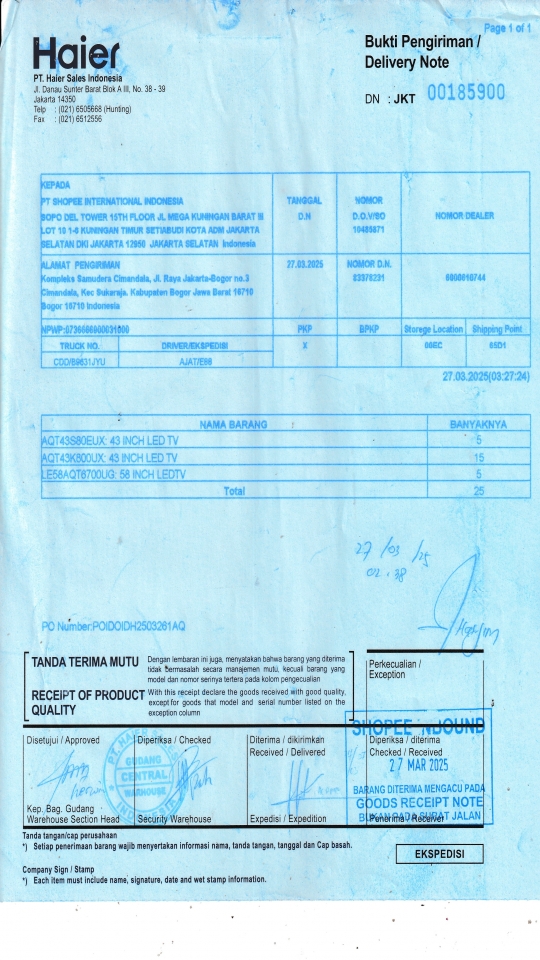 Page 1 of 1
Haier
Bukti Pengiriman /
Delivery Note
PT. Haier Sales Indonesia
Jl. Danau Sunter Barat Blok A III, No. 38 - 39
Jakarta 14350
Telp : (021) 6505668 (Hunting)
Fax : (021) 6512556
DN : JKT 00185900
KEPADA
PT SHOPEE INTERNATIONAL INDONESIA
SOPO DEL TOWER 15TH FLOOR JL MEGA KUNINGAN BARAT III
LOT 10 1-6 KUNINGAN TIMUR SETIABUDI KOTA ADM JAKARTA
SELATAN DKI JAKARTA 12950 JAKARTA SELATAN Indonesia
TANGGAL
D.N
NOMOR
D.O.V/SO
10485871
NOMOR DEALER
ALAMAT PENGIRIMAN
Kompleks Samudera Cimandala, Jl. Raya Jakarta-Bogor no.3
Cimandala, Kec Sukaraja. Kabupaten Bogor Jawa Barat 16710
Bogor 16710 Indonesia
27.03.2025
NOMOR D.N.
83378231
6000010744
PKP BPKP Storege Location Shipping Point
TRUCK NO. DRIVER/EKSPEDISI X
AJAT/E86
27.03.2025(03:27:24)
NAMA BARANG BANYAKNYA
AQT43S80EUX: 43 INCH LED TV 5
AQT43K800UX: 43 INCH LED TV 15
LE58AQT6700UG: 58 INCH LEDTV 5
Total 25
27/03/25
02.38
PO Number:POIDOIDH2503261AQ
TANDA TERIMA MUTU
Dengan lembaran ini juga, menyatakan bahwa barang yang diterima
tidak bermasalah secara manajemen mutu, kecuali barang yang
model dan nomor serinya tertera pada kolom pengecualian
RECEIPT OF PRODUCT
QUALITY
With this receipt declare the goods received with good quality,
except for goods that model and serial number listed on the
exception column
Perkecualian /
Exception
Disetujui / Approved
Diperiksa / Checked
Diterima / dikirimkan
Received / Delivered
Diperiksa / diterima
Checked / Received
GUDANG
CENTRAL
WAREHOUSE
SHOPEE INBOUND
27 MAR 2025
BARANG DITERIMA MENGACU PADA
GOODS RECEIPT NOTE
BUKAN PADA SURAT JALAN
Kep. Bag. Gudang
Warehouse Section Head
Security Warehouse
Expedisi / Expedition
Penerima / Receiver
Tanda tangan/cap perusahaan
*) Setiap penerimaan barang wajib menyertakan informasi nama, tanda tangan, tanggal dan Cap basah.
EKSPEDISI
Company Sign / Stamp
*) Each item must include name, signature, date and wet stamp information.